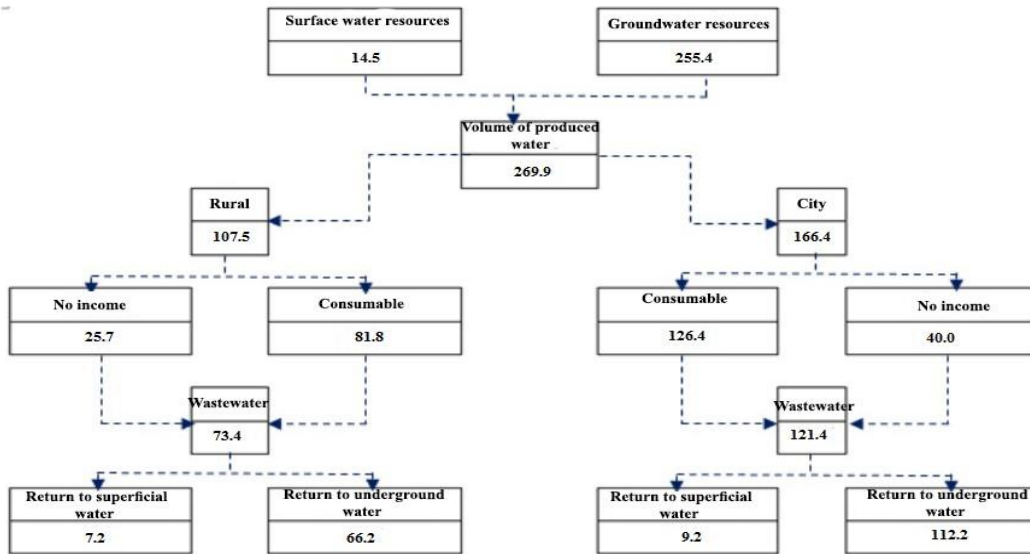 Surface water resources
14.5
Groundwater resources
255.4
Volume of produced
water
269.9
Rural
107.5
City
166.4
No income
25.7
Consumable
81.8
Consumable
126.4
No income
40.0
Wastewater
73.4
Wastewater
121.4
Return to superficial
water
7.2
Return to underground
water
66.2
Return to superficial
water
9.2
Return to underground
water
112.2